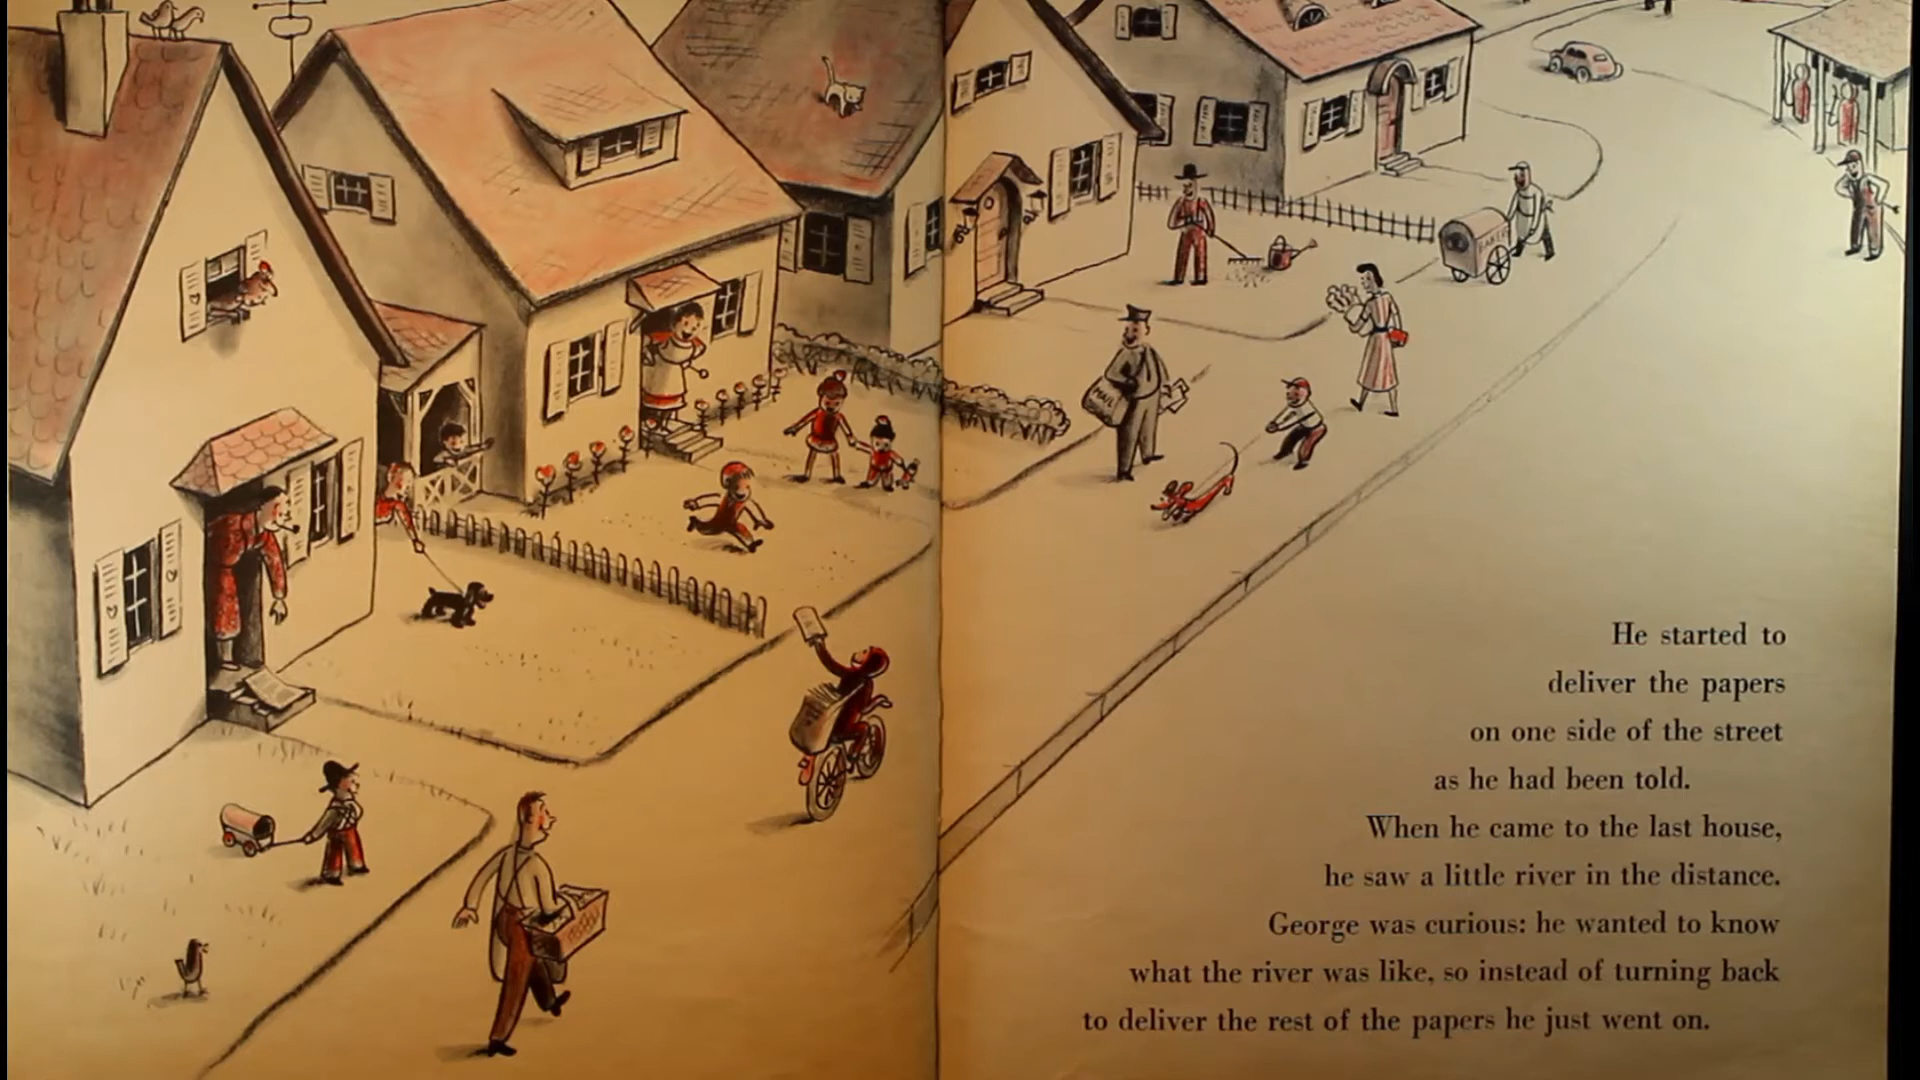 BAKER
MAIL
He started to
deliver the papers
on one side of the street
as he had been told.
When he came to the last house,
he saw a little river in the distance.
George was curious: he wanted to know
what the river was like, so instead of turning back
to deliver the rest of the papers he just went on.